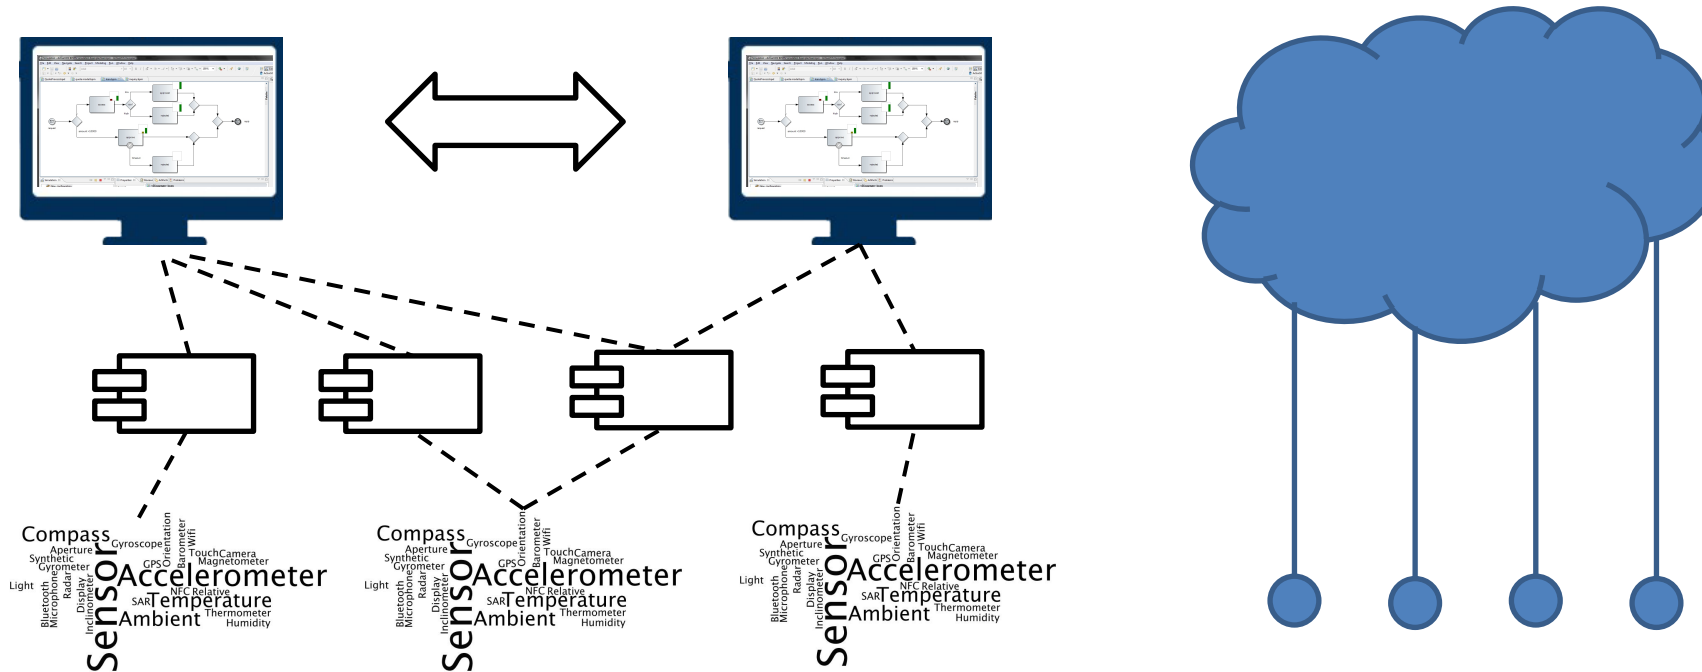 Compass
Aperture
Synthetic
Gyrometer
Light
Bluetooth
Microphone
Radar
Display
Inclinometer
Sensor
Gyroscope
GPS
Orientation
Barometer
Wifi
TouchCamera
Magnetometer
Accelerometer
NFC Relative
SAR Temperature
Ambient
Thermometer
Humidity
Compass
Aperture
Synthetic
Gyrometer
Light
Bluetooth
Microphone
Radar
Display
Inclinometer
Sensor
Gyroscope
GPS
Orientation
Barometer
Wifi
TouchCamera
Magnetometer
Accelerometer
NFC Relative
SAR Temperature
Ambient
Thermometer
Humidity
Compass
Aperture
Synthetic
Gyrometer
Light
Bluetooth
Microphone
Radar
Display
Inclinometer
Sensor
Gyroscope
GPS
Orientation
Barometer
Wifi
TouchCamera
Magnetometer
Accelerometer
NFC Relative
SAR Temperature
Ambient
Thermometer
Humidity